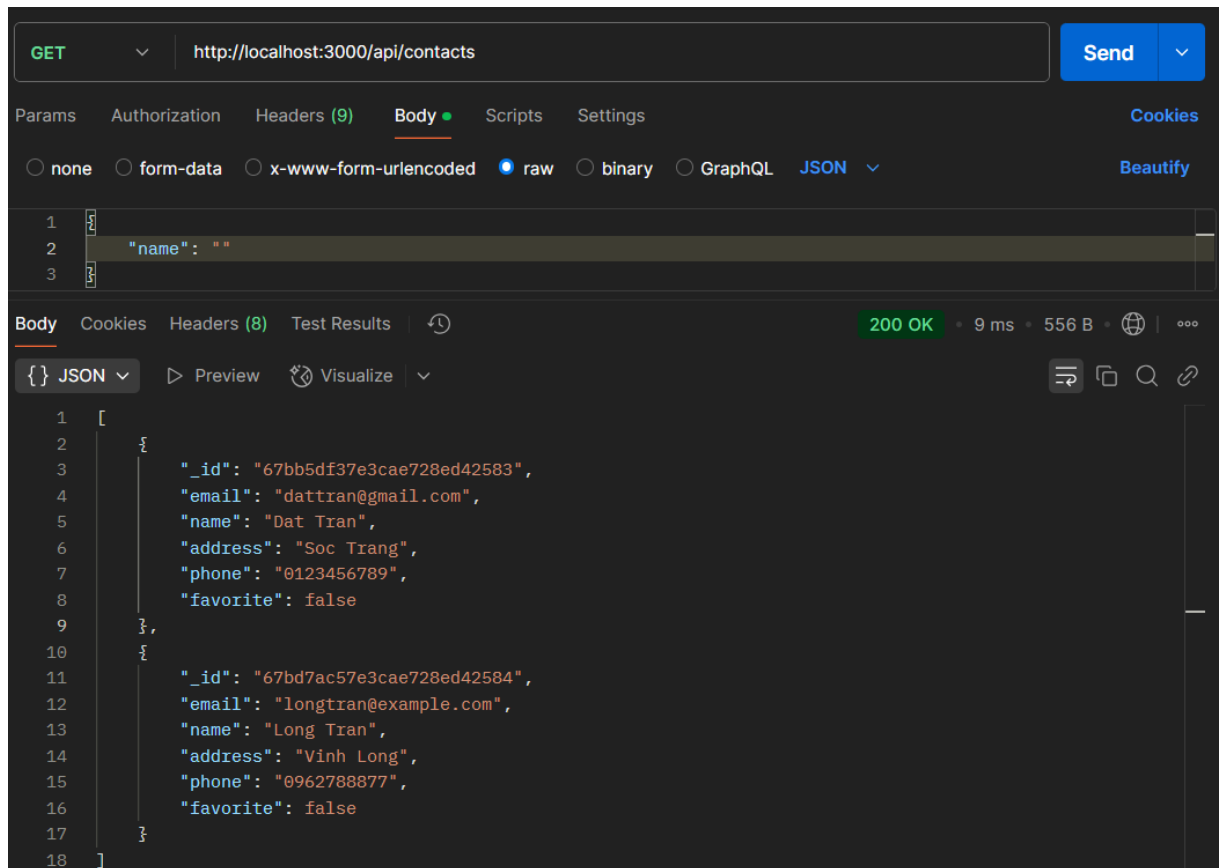 GET http://localhost:3000/api/contacts Send
Params Authorization Headers (9) Body Scripts Settings Cookies
none form-data x-www-form-urlencoded raw binary GraphQL JSON Beautify
1 {
2 "name": ""
3 }
Body Cookies Headers (8) Test Results 200 OK • 9 ms • 556 B •
{} JSON Preview Visualize
1 [
2 {
3 "_id": "67bb5df37e3cae728ed42583",
4 "email": "dattran@gmail.com",
5 "name": "Dat Tran",
6 "address": "Soc Trang",
7 "phone": "0123456789",
8 "favorite": false
9 },
10 {
11 "_id": "67bd7ac57e3cae728ed42584",
12 "email": "longtran@example.com",
13 "name": "Long Tran",
14 "address": "Vinh Long",
15 "phone": "0962788877",
16 "favorite": false
17 }
18 ]